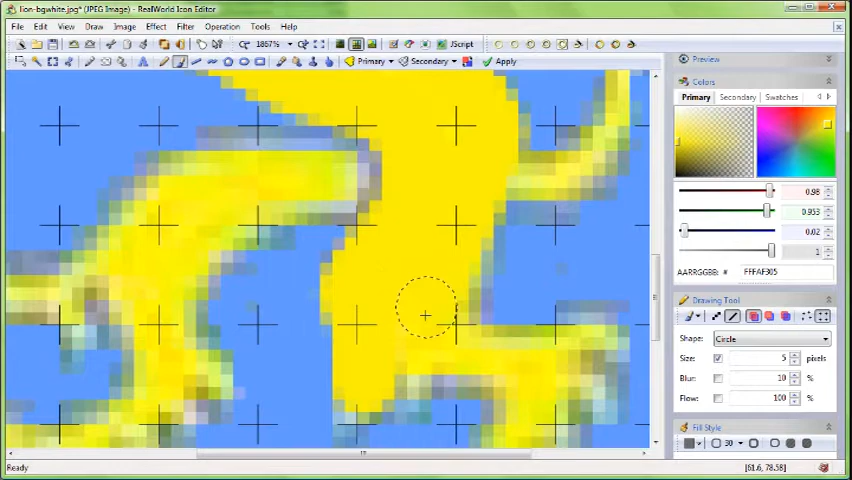 lion-bgwhite.jpg* (JPEG Image) - RealWorld Icon Editor
File Edit View Draw Image Effect Filter Operation Tools Help
1867% JScript
Primary Secondary Apply
Preview
Colors
Primary Secondary Swatches
0.98
0.953
0.02
1
AARRGGBB: # FFFAF305
Drawing Tool
Shape: Circle
Size: 5 pixels
Blur: 10 %
Flow: 100 %
Fill Style
30
Ready [61.6, 78.58]